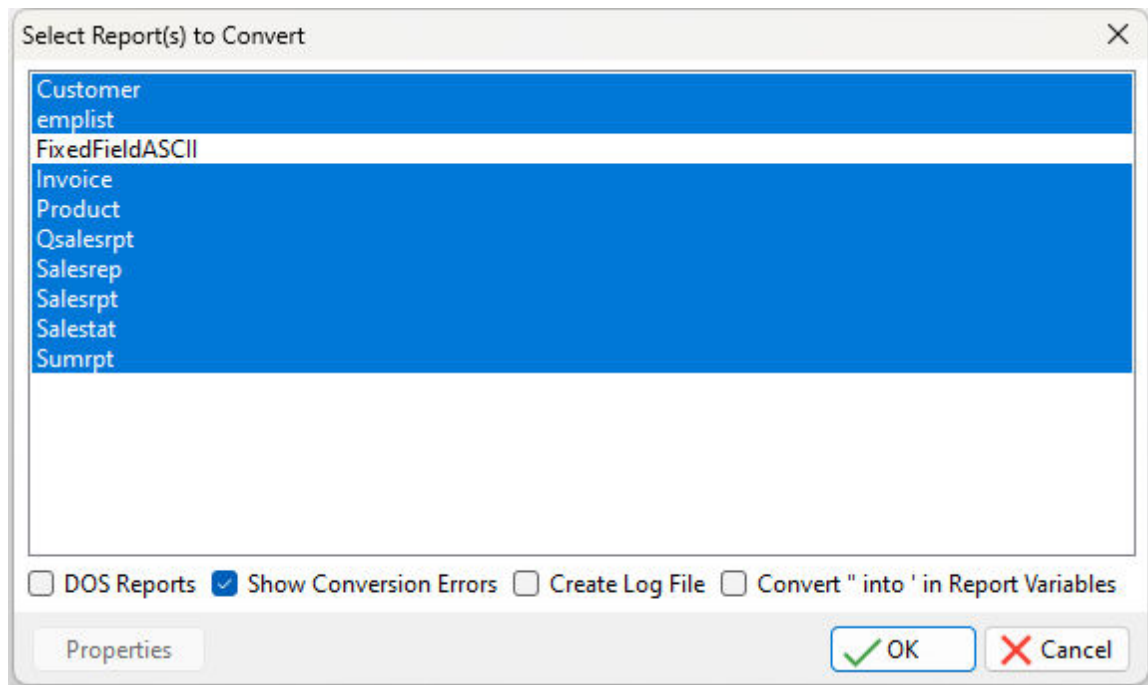 Select Report(s) to Convert
Customer
emplist
FixedFieldASCII
Invoice
Product
Qsalesrpt
Salesrep
Salesrpt
Salestat
Sumrpt
DOS Reports Show Conversion Errors Create Log File Convert " into ' in Report Variables
Properties OK Cancel